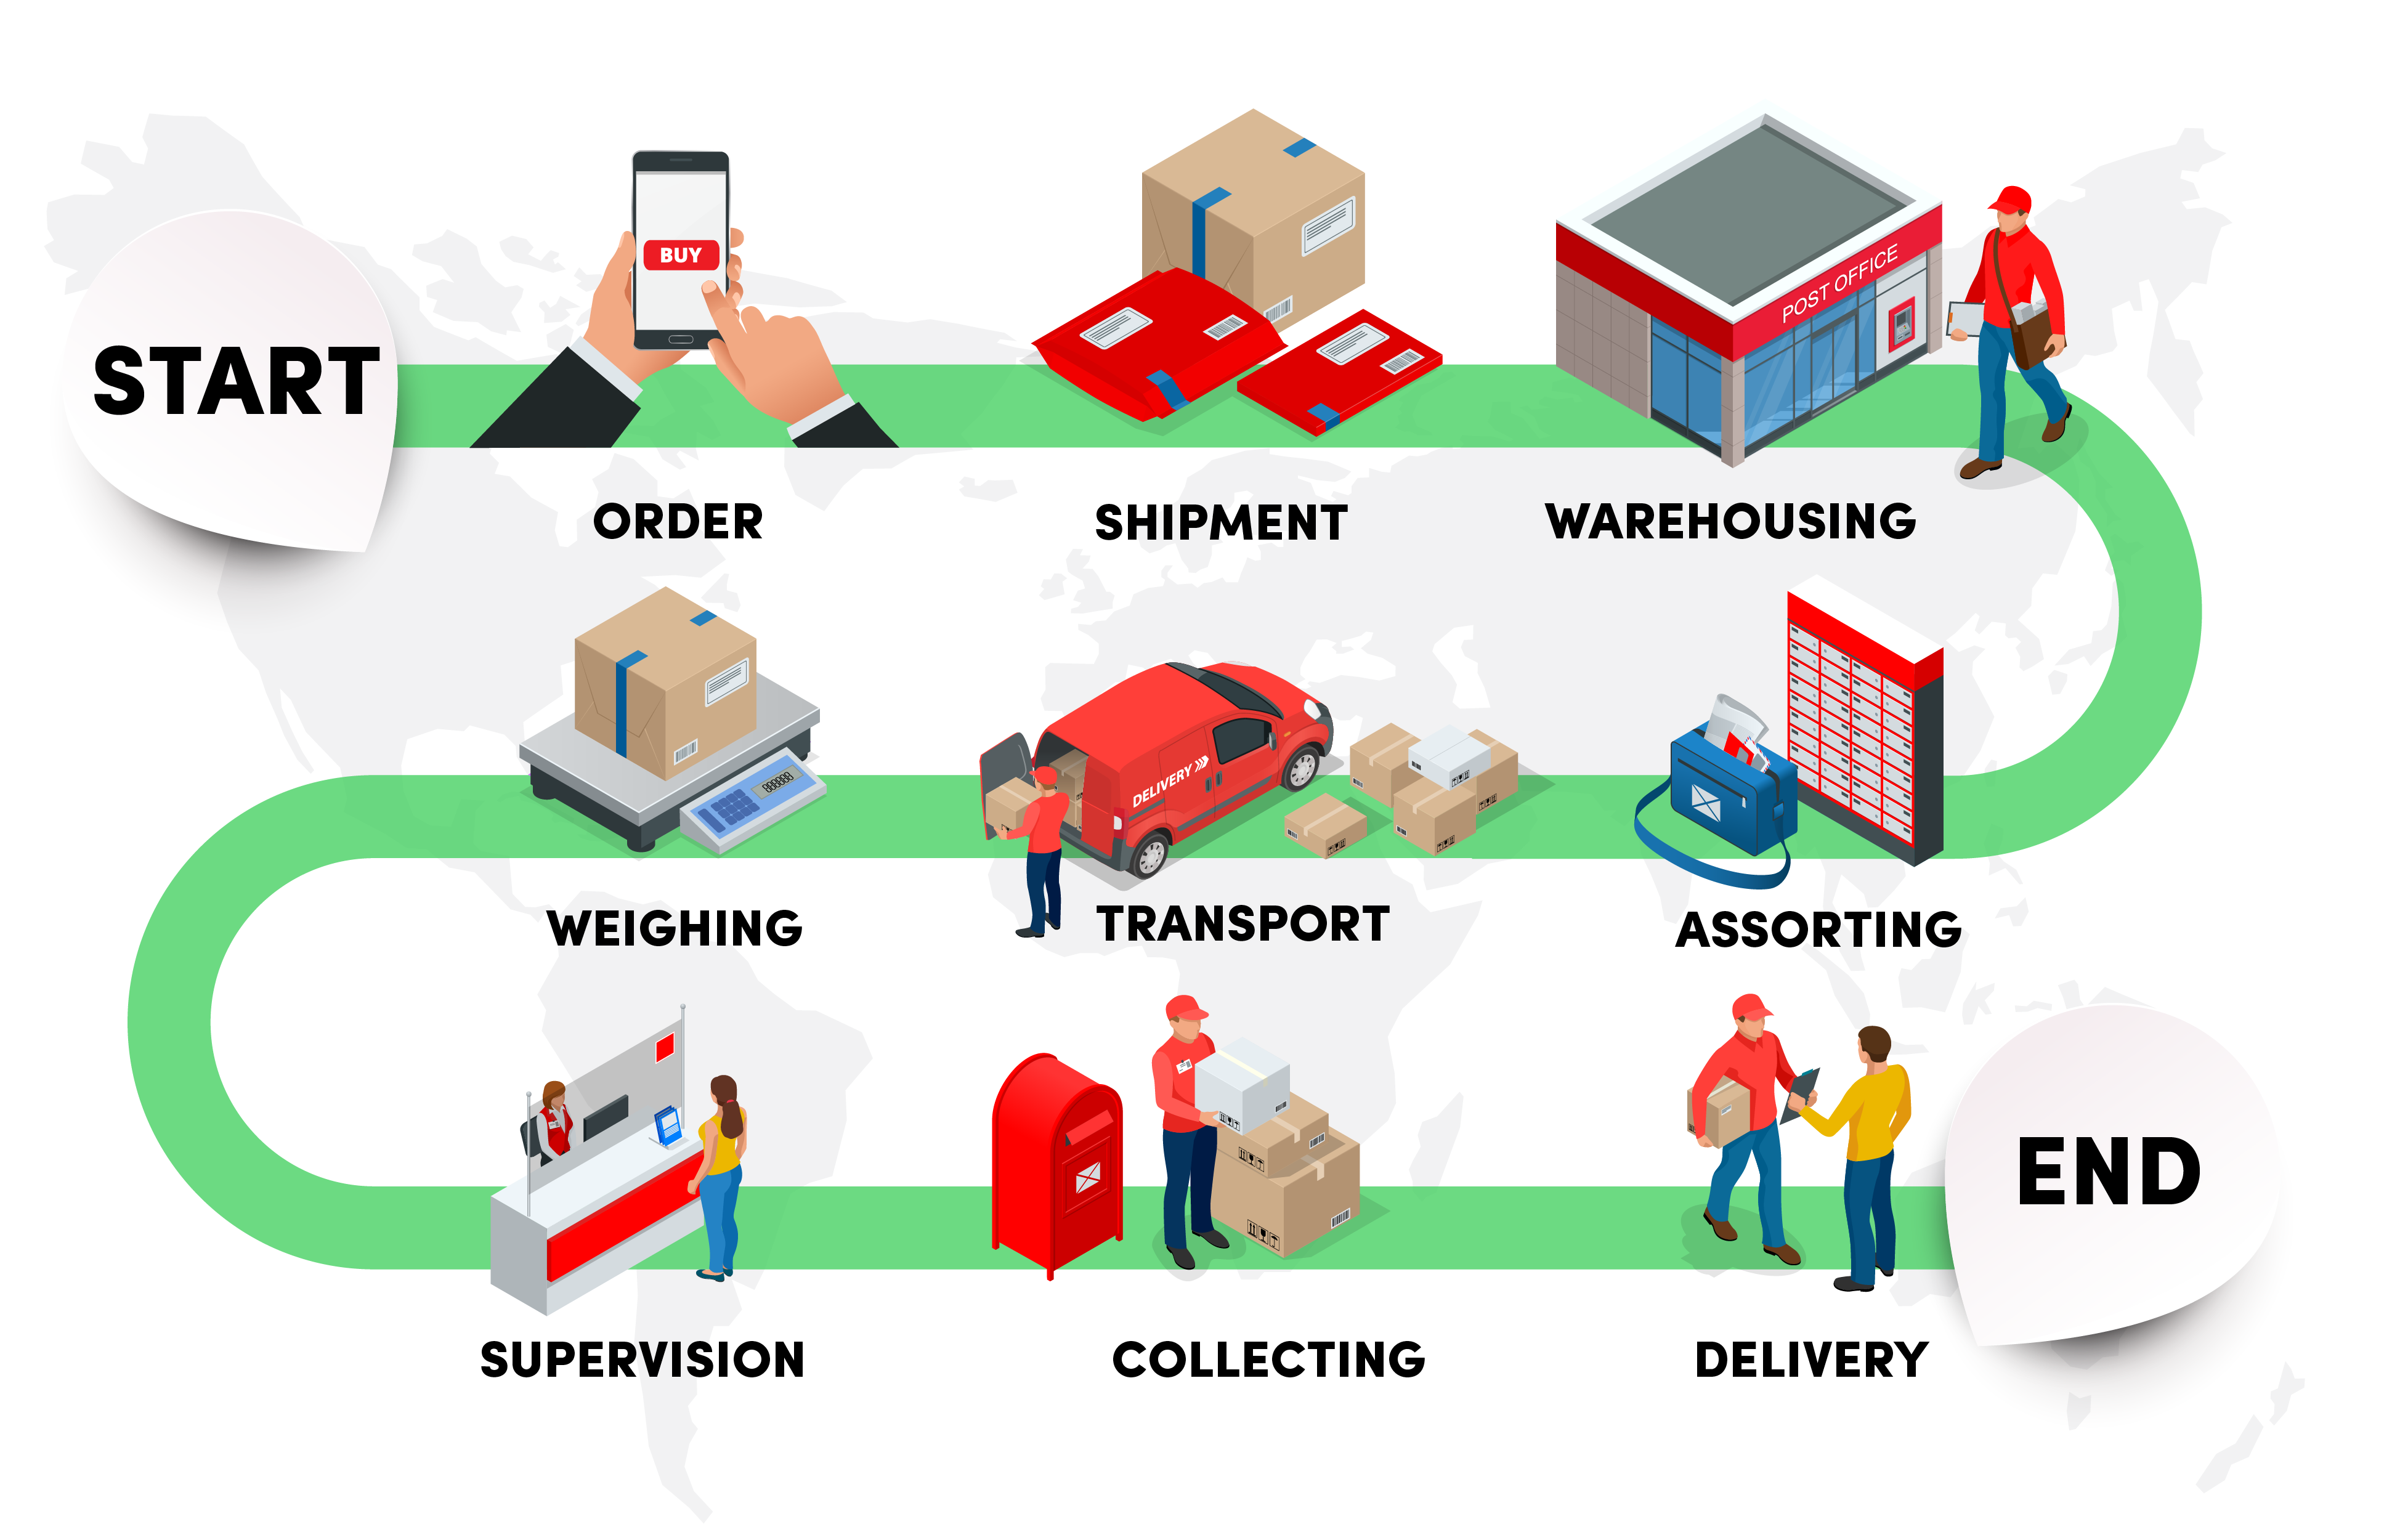 START
BUY
POST OFFICE
ORDER
SHIPMENT
WAREHOUSING
DELIVERY
WEIGHING
TRANSPORT
ASSORTING
END
SUPERVISION
COLLECTING
DELIVERY